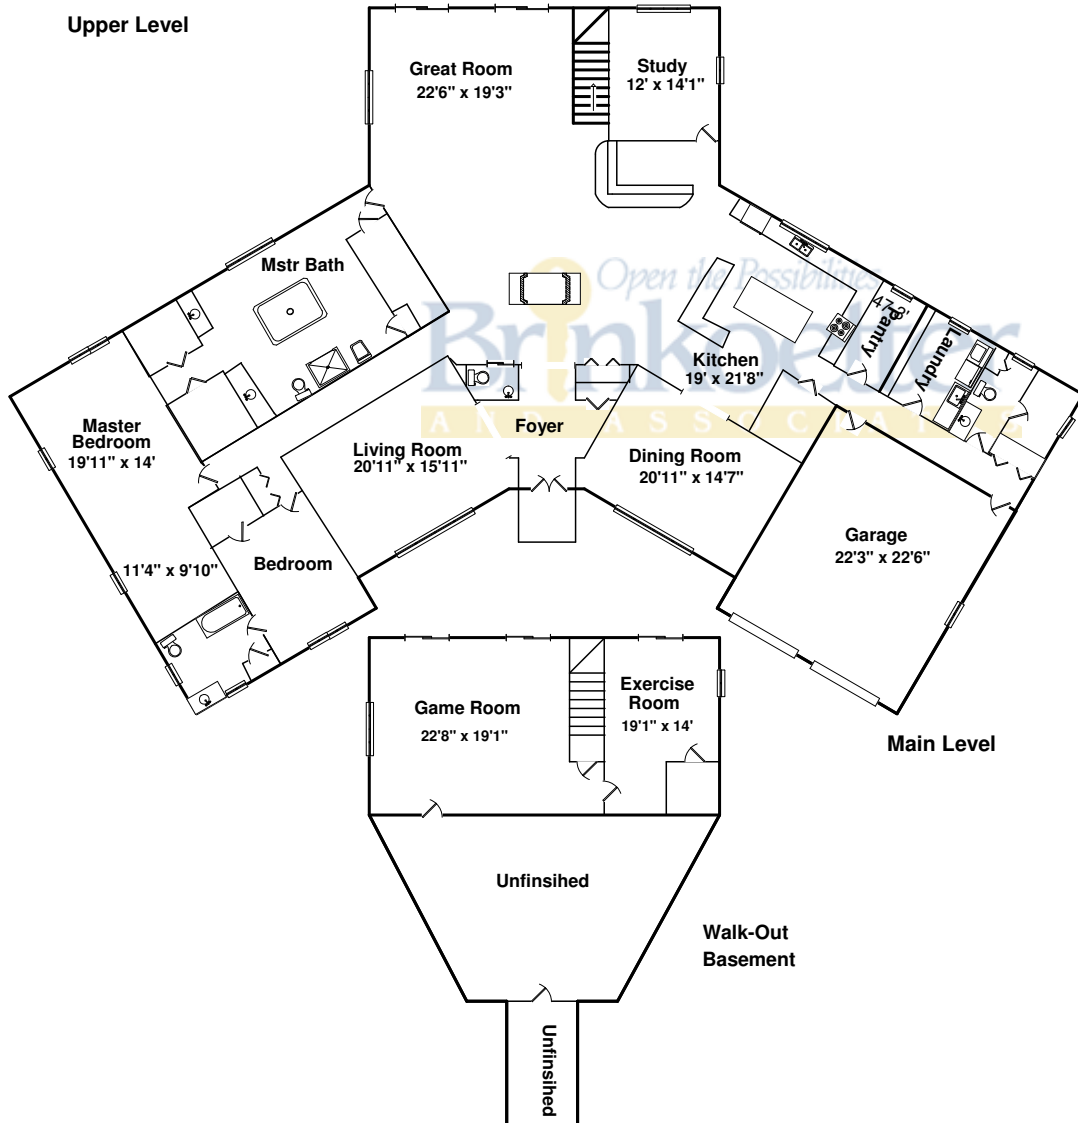 Upper Level
Great Room
22'6" x 19'3"
Study
12' x 14'1"
Mstr Bath
Open the Possibilities
Brinkoetter
AND ASSOCIATES
Pantry
Laundry
Kitchen
19' x 21'8"
Master
Bedroom
19'11" x 14'
Living Room
20'11" x 15'11"
Foyer
Dining Room
20'11" x 14'7"
Garage
22'3" x 22'6"
11'4" x 9'10"
Bedroom
Game Room
22'8" x 19'1"
Exercise
Room
19'1" x 14'
Main Level
Unfinsihed
Walk-Out
Basement
Unfinsihed